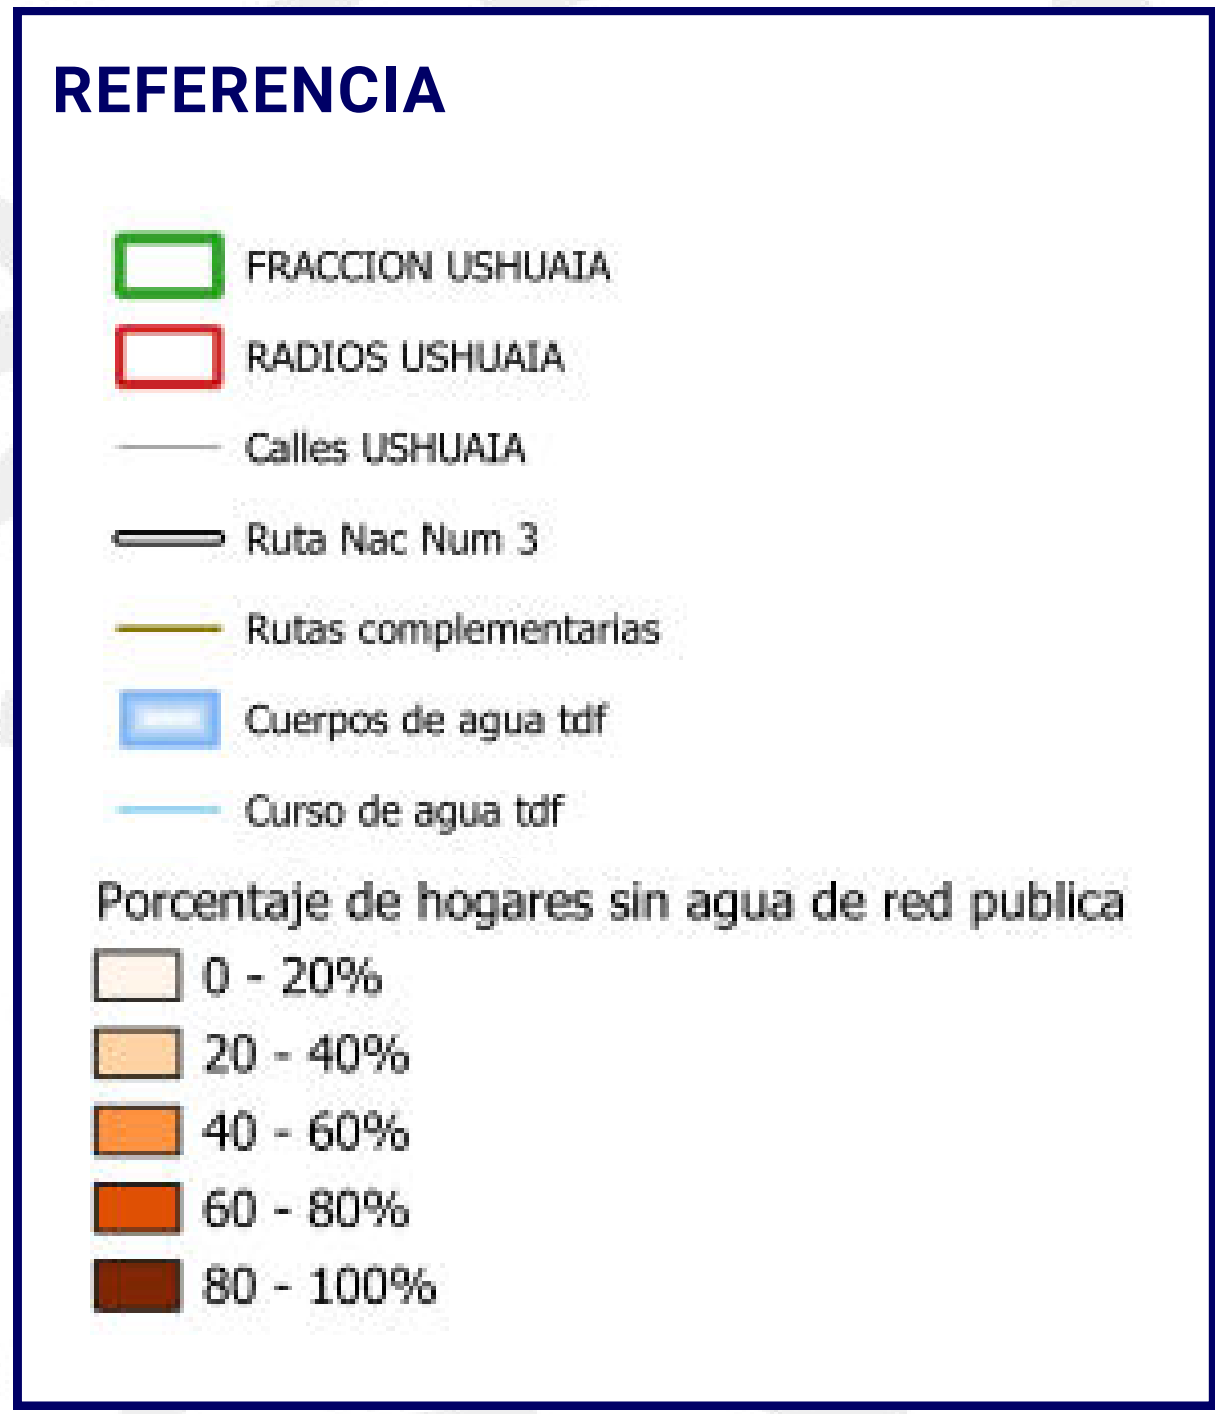 REFERENCIA
FRACCION USHUAIA
RADIOS USHUAIA
Calles USHUAIA
Ruta Nac Num 3
Rutas complementarias
Cuerpos de agua tdf
Curso de agua tdf
Porcentaje de hogares sin agua de red publica
0 - 20%
20 - 40%
40 - 60%
60 - 80%
80 - 100%